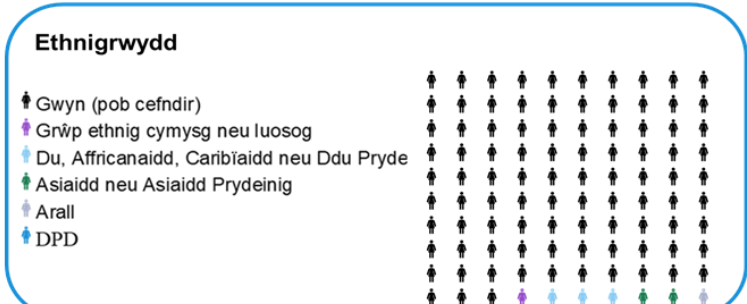 Ethnigrwydd
Gwyn (pob cefndir)
Grŵp ethnig cymysg neu luosog
Du, Affricanaidd, Caribïaidd neu Ddu Pryde
Asiaidd neu Asiaidd Prydeinig
Arall
DPD